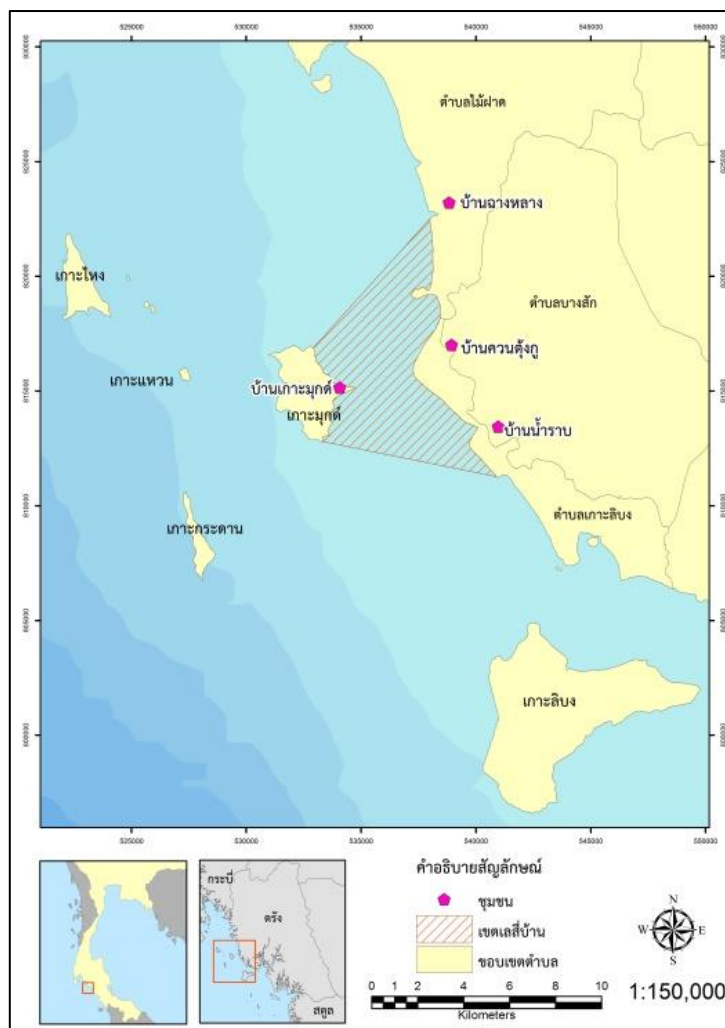 525000 530000 535000 540000 545000 550000
830000
825000
820000
815000
810000
805000
800000
ตำบลไม้ฝาด
บ้านฉางหลาง
เกาะไหง
ตำบลบางสัก
บ้านควนตุ้งกู
เกาะแหวน
บ้านเกาะมุกด์
เกาะมุกด์
บ้านน้ำราบ
ตำบลเกาะลิบง
เกาะกระดาน
เกาะลิบง
525000 530000 535000 540000 545000 550000
กระบี่
ตรัง
สตูล
คำอธิบายสัญลักษณ์
ชุมชน
เขตเลสี่บ้าน
ขอบเขตตำบล
N
W E
S
0 1 2 4 6 8 10
Kilometers
1:150,000